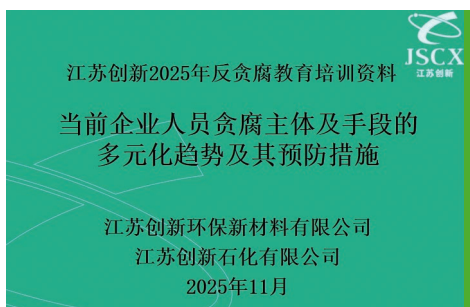 JSCX
江苏创新
江苏创新2025年反贪腐教育培训资料
当前企业人员贪腐主体及手段的
多元化趋势及其预防措施
江苏创新环保新材料有限公司
江苏创新石化有限公司
2025年11月